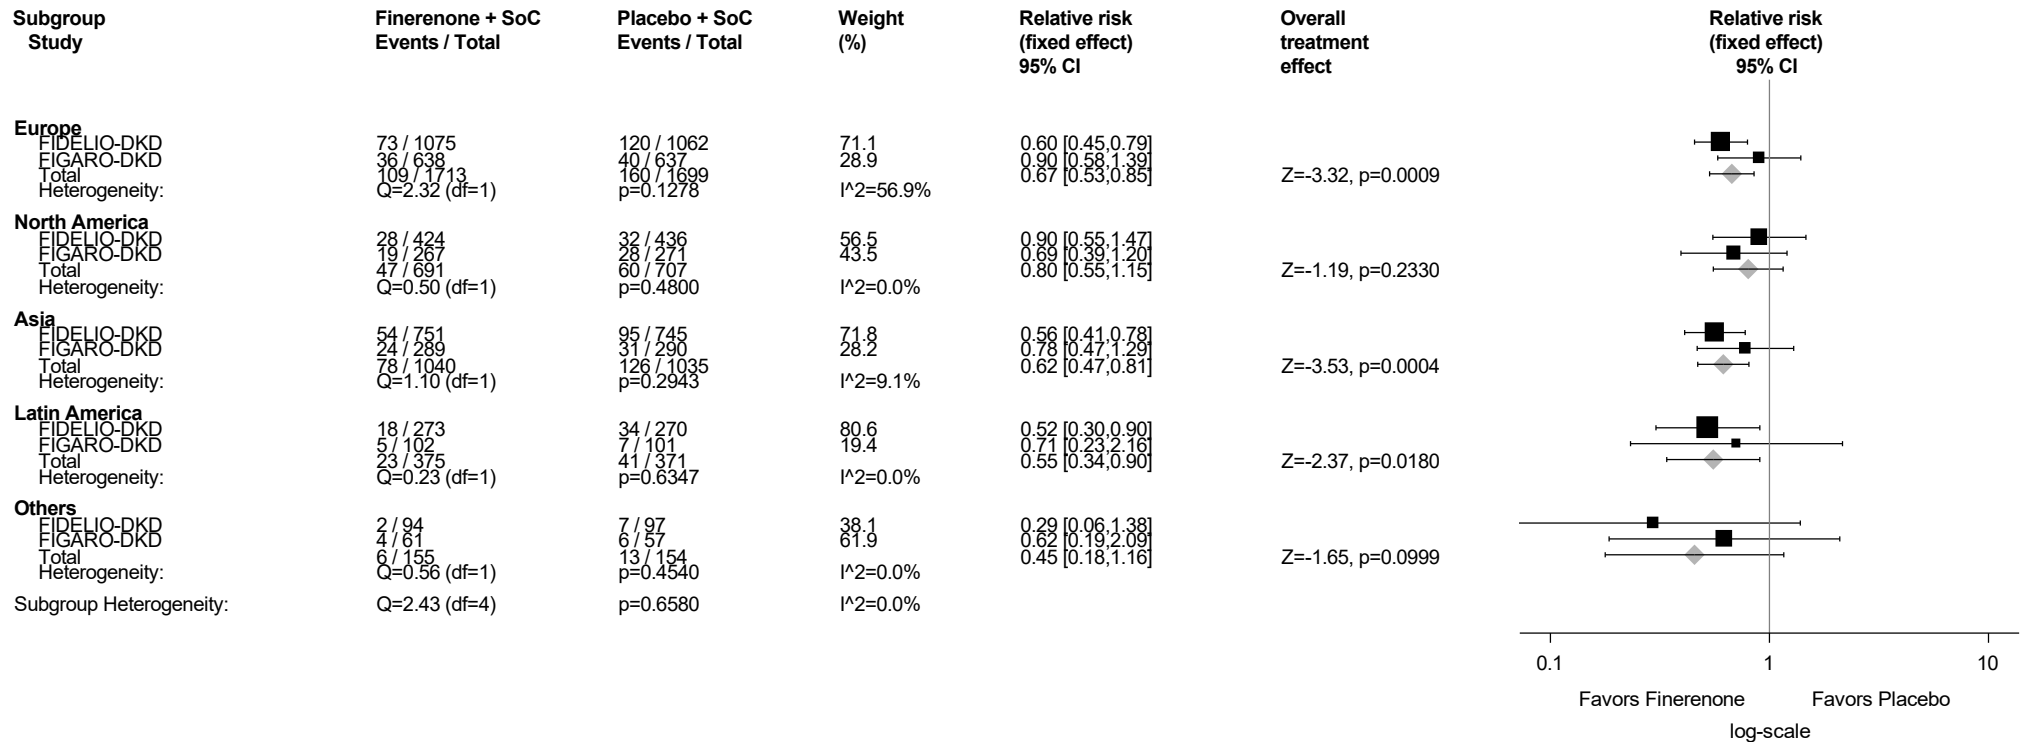 Subgroup Finerenone + SoC Placebo + SoC Weight Relative risk Overall Relative risk
Study Events / Total Events / Total (%) (fixed effect) treatment (fixed effect)
95% CI effect 95% CI
Europe
FIDELIO-DKD 73 / 1075 120 / 1062 71.1 0.60 [0.45,0.79]
FIGARO-DKD 36 / 638 40 / 637 28.9 0.90 [0.58,1.39]
Total 109 / 1713 160 / 1699 0.67 [0.53,0.85] Z=-3.32, p=0.0009
Heterogeneity: Q=2.32 (df=1) p=0.1278 I^2=56.9%
North America
FIDELIO-DKD 28 / 424 32 / 436 56.5 0.90 [0.55,1.47]
FIGARO-DKD 19 / 267 28 / 271 43.5 0.69 [0.39,1.20]
Total 47 / 691 60 / 707 0.80 [0.55,1.15] Z=-1.19, p=0.2330
Heterogeneity: Q=0.50 (df=1) p=0.4800 I^2=0.0%
Asia
FIDELIO-DKD 54 / 751 95 / 745 71.8 0.56 [0.41,0.78]
FIGARO-DKD 24 / 289 31 / 290 28.2 0.78 [0.47,1.29]
Total 78 / 1040 126 / 1035 0.62 [0.47,0.81] Z=-3.53, p=0.0004
Heterogeneity: Q=1.10 (df=1) p=0.2943 I^2=9.1%
Latin America
FIDELIO-DKD 18 / 273 34 / 270 80.6 0.52 [0.30,0.90]
FIGARO-DKD 5 / 102 7 / 101 19.4 0.71 [0.23,2.16]
Total 23 / 375 41 / 371 0.55 [0.34,0.90] Z=-2.37, p=0.0180
Heterogeneity: Q=0.23 (df=1) p=0.6347 I^2=0.0%
Others
FIDELIO-DKD 2 / 94 7 / 97 38.1 0.29 [0.06,1.38]
FIGARO-DKD 4 / 61 6 / 57 61.9 0.62 [0.19,2.09]
Total 6 / 155 13 / 154 0.45 [0.18,1.16] Z=-1.65, p=0.0999
Heterogeneity: Q=0.56 (df=1) p=0.4540 I^2=0.0%
Subgroup Heterogeneity: Q=2.43 (df=4) p=0.6580 I^2=0.0%
0.1 1 10
Favors Finerenone Favors Placebo
log-scale